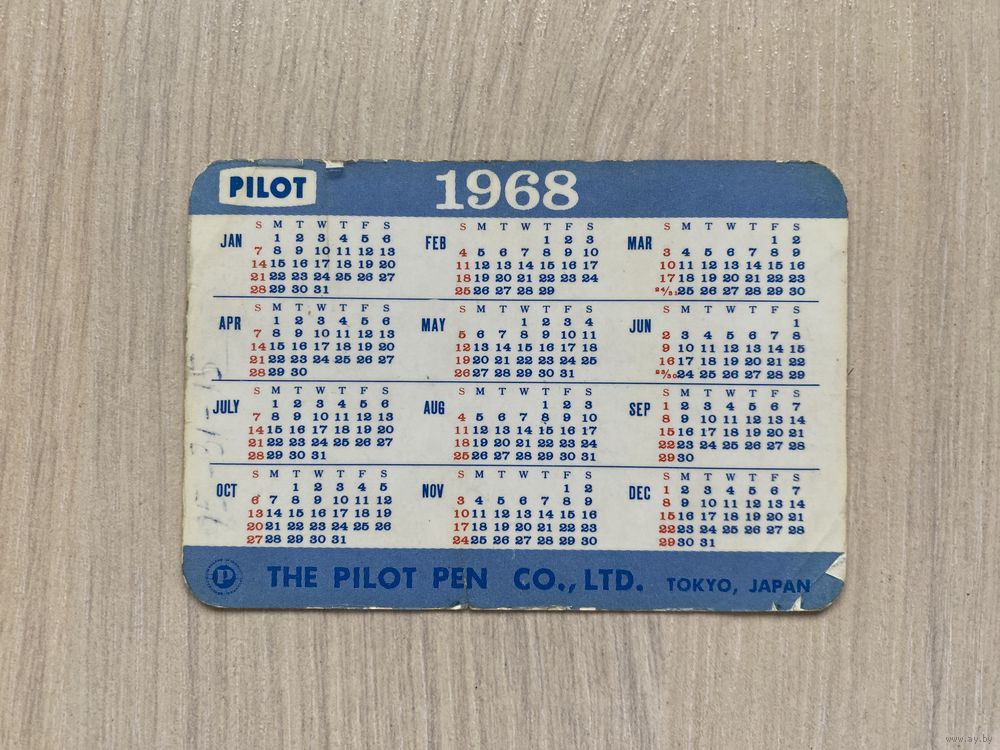 PILOT 1968
JAN
S M T W T F S
1 2 3 4 5 6
7 8 9 10 11 12 13
14 15 16 17 18 19 20
21 22 23 24 25 26 27
28 29 30 31
FEB
S M T W T F S
1 2 3
4 5 6 7 8 9 10
11 12 13 14 15 16 17
18 19 20 21 22 23 24
25 26 27 28 29
MAR
S M T W T F S
1 2
3 4 5 6 7 8 9
10 11 12 13 14 15 16
17 18 19 20 21 22 23
24/31 25 26 27 28 29 30
APR
S M T W T F S
1 2 3 4 5 6
7 8 9 10 11 12 13
14 15 16 17 18 19 20
21 22 23 24 25 26 27
28 29 30
MAY
S M T W T F S
1 2 3 4
5 6 7 8 9 10 11
12 13 14 15 16 17 18
19 20 21 22 23 24 25
26 27 28 29 30 31
JUN
S M T W T F S
1
2 3 4 5 6 7 8
9 10 11 12 13 14 15
16 17 18 19 20 21 22
23/30 24 25 26 27 28 29
JULY
S M T W T F S
1 2 3 4 5 6
7 8 9 10 11 12 13
14 15 16 17 18 19 20
21 22 23 24 25 26 27
28 29 30 31
AUG
S M T W T F S
1 2 3
4 5 6 7 8 9 10
11 12 13 14 15 16 17
18 19 20 21 22 23 24
25 26 27 28 29 30 31
SEP
S M T W T F S
1 2 3 4 5 6 7
8 9 10 11 12 13 14
15 16 17 18 19 20 21
22 23 24 25 26 27 28
29 30
OCT
S M T W T F S
1 2 3 4 5
6 7 8 9 10 11 12
13 14 15 16 17 18 19
20 21 22 23 24 25 26
27 28 29 30 31
NOV
S M T W T F S
1 2
3 4 5 6 7 8 9
10 11 12 13 14 15 16
17 18 19 20 21 22 23
24 25 26 27 28 29 30
DEC
S M T W T F S
1 2 3 4 5 6 7
8 9 10 11 12 13 14
15 16 17 18 19 20 21
22 23 24 25 26 27 28
29 30 31
P THE PILOT PEN CO., LTD. TOKYO, JAPAN
www.ay.by